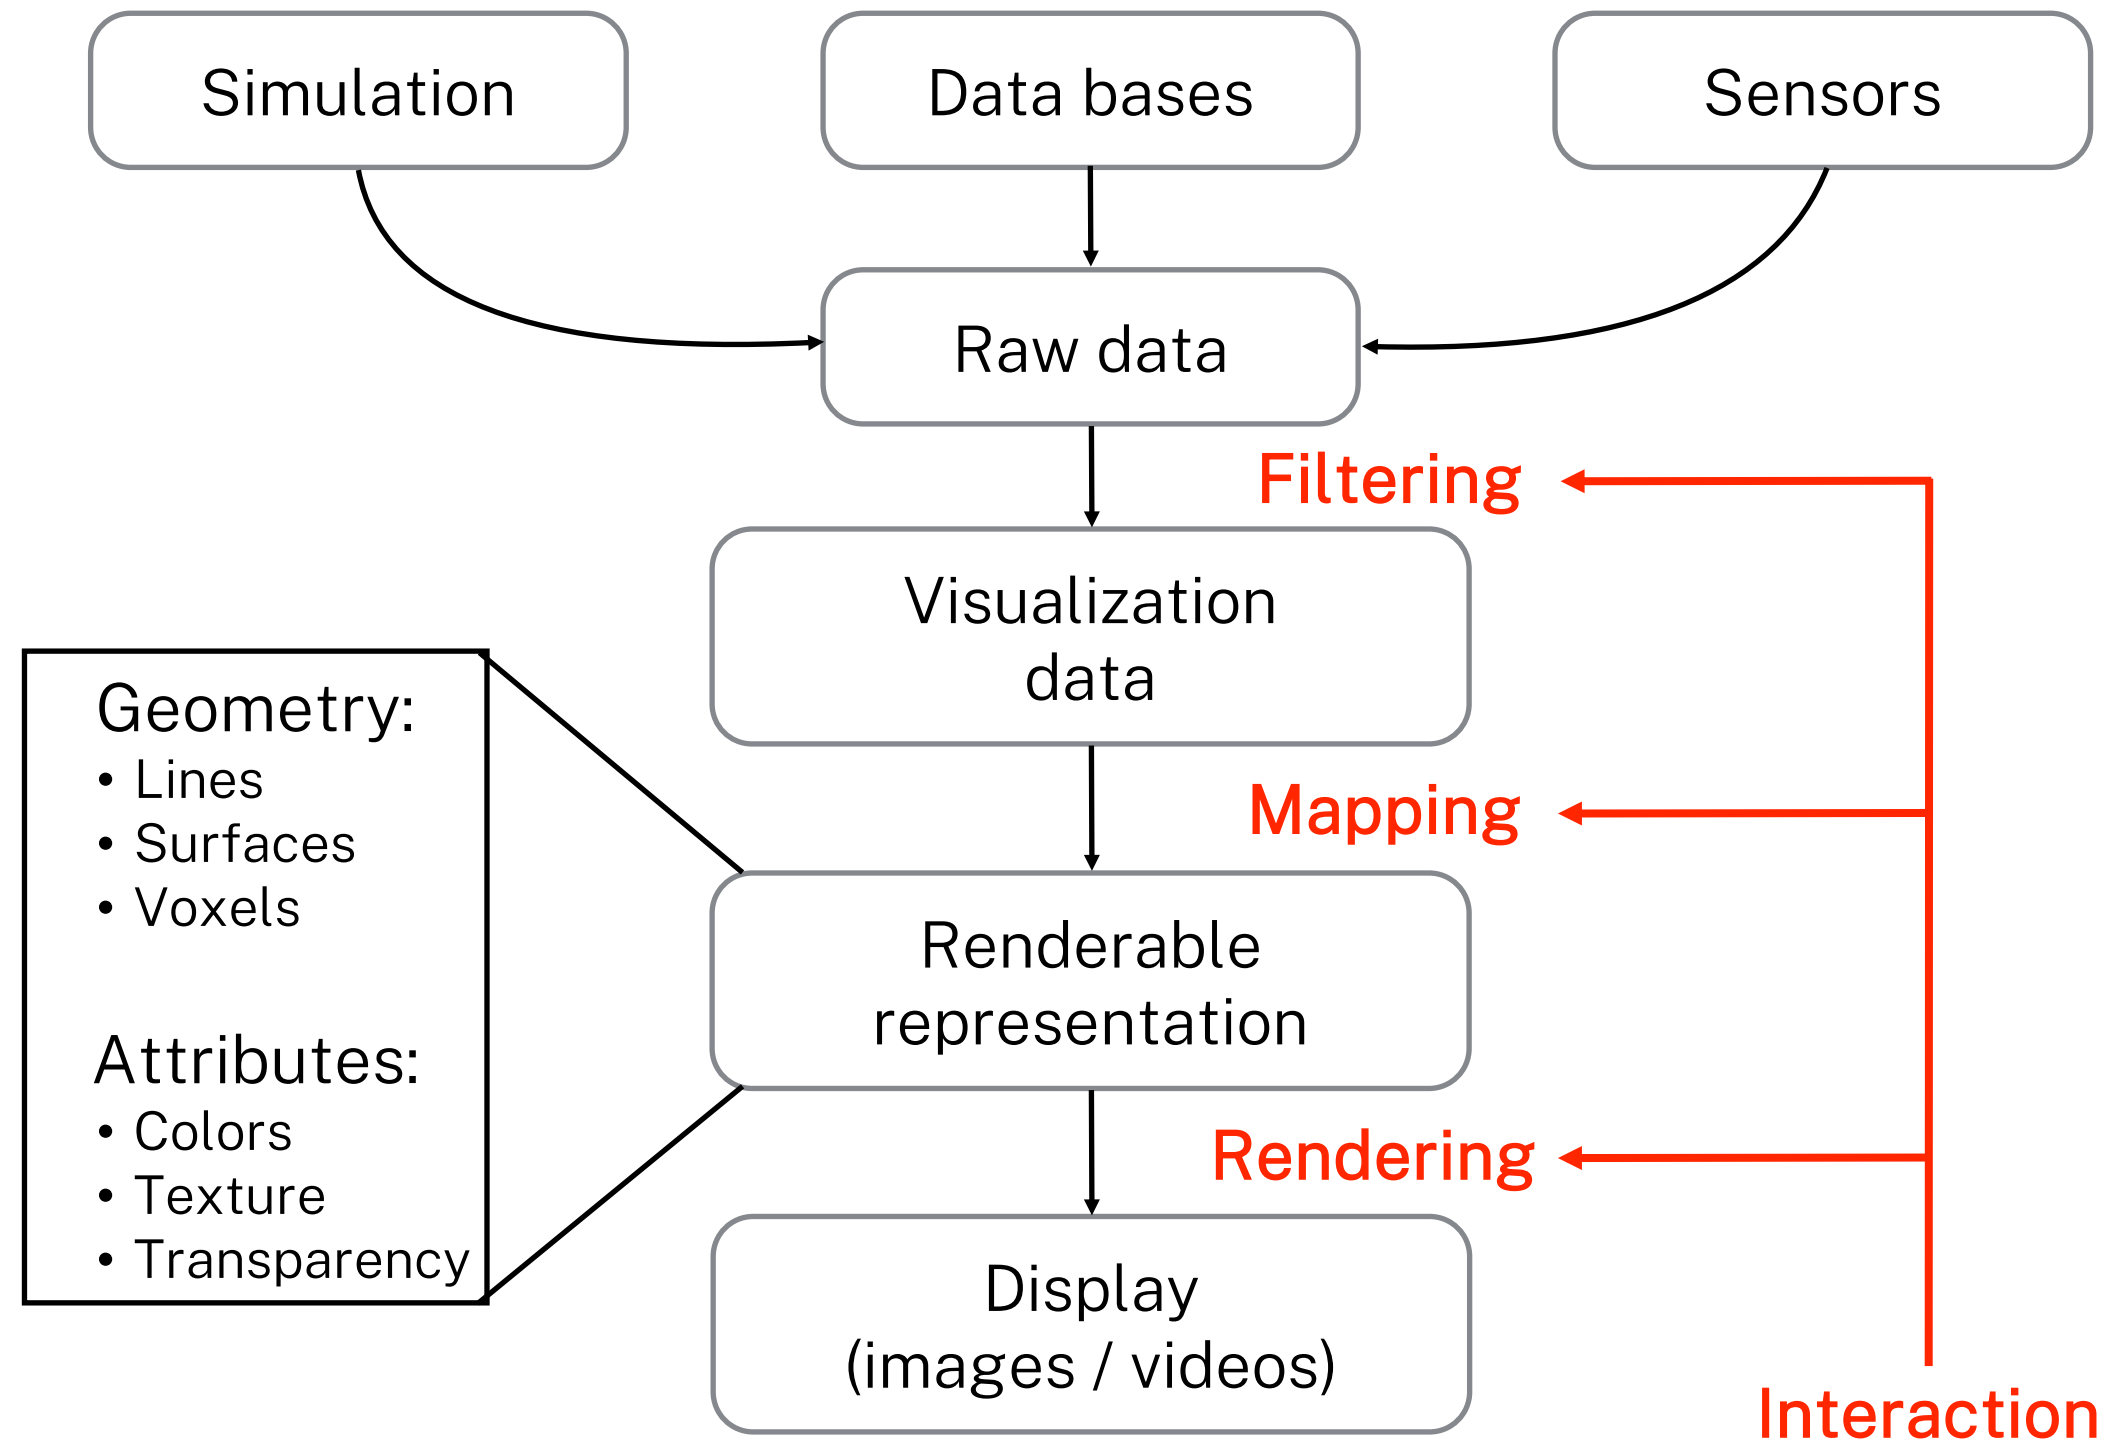 Simulation
Data bases
Sensors
Raw data
Filtering
Visualization
data
Mapping
Geometry:
• Lines
• Surfaces
• Voxels
Attributes:
• Colors
• Texture
• Transparency
Renderable
representation
Rendering
Display
(images / videos)
Interaction